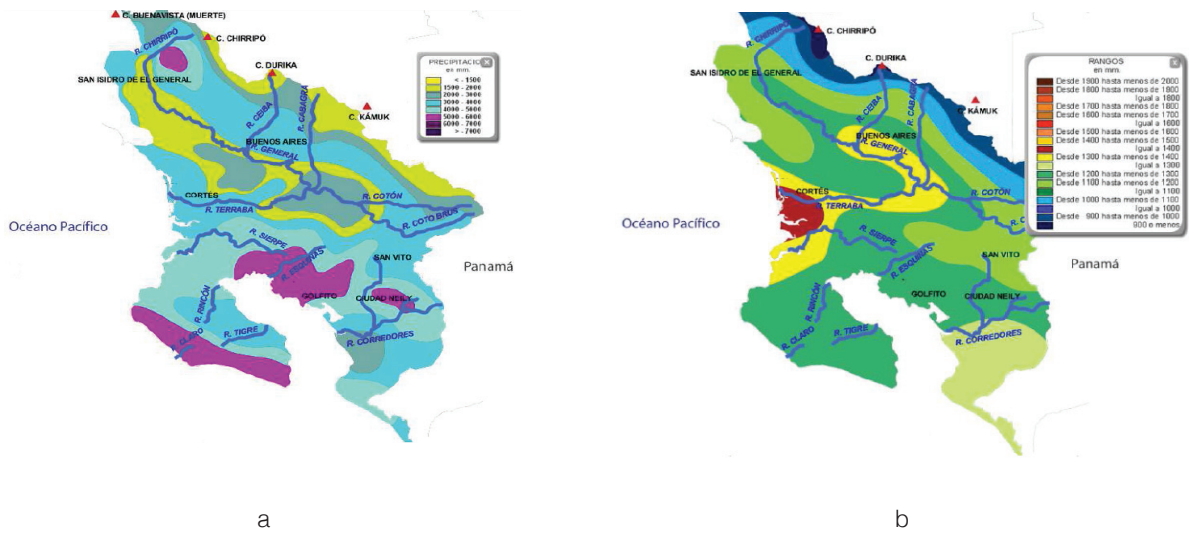 C. BUENAVISTA (MUERTE)
R. CHIRRIPÓ
C. CHIRRIPÓ
C. DURIKA
SAN ISIDRO DE EL GENERAL
R. CEIBA
R. CABAGRA
C. KÁMUK
BUENOS AIRES
R. GENERAL
CORTÉS
R. TERRABA
R. COTÓN
R. COTO BRUS
Océano Pacífico
R. SIERPE
R. ESQUINAS
SAN VITO
Panamá
GOLFITO
CIUDAD NEILY
R. RINCÓN
R. CLARO
R. TIGRE
R. CORREDORES
PRECIPITACIO
en mm.
< - 1500
1500 - 2000
2000 - 3000
3000 - 4000
4000 - 5000
5000 - 6000
6000 - 7000
> - 7000
a
R. CHIRRIPÓ
C. CHIRRIPÓ
C. DURIKA
SAN ISIDRO DE EL GENERAL
R. CEIBA
R. CABAGRA
C. KÁMUK
BUENOS AIRES
R. GENERAL
CORTÉS
R. TERRABA
R. COTÓN
R. C
Océano Pacífico
R. SIERPE
R. ESQUINAS
SAN VITO
Panamá
GOLFITO
CIUDAD NEILY
R. RINCÓN
R. CLARO
R. TIGRE
R. CORREDORES
RANGOS
en mm.
Desde 1900 hasta menos de 2000
Desde 1800 hasta menos de 1900
Igual a 1800
Desde 1700 hasta menos de 1800
Desde 1600 hasta menos de 1700
Igual a 1600
Desde 1500 hasta menos de 1600
Desde 1400 hasta menos de 1500
Igual a 1400
Desde 1300 hasta menos de 1400
Igual a 1300
Desde 1200 hasta menos de 1300
Desde 1100 hasta menos de 1200
Igual a 1100
Desde 1000 hasta menos de 1100
Igual a 1000
Desde 900 hasta menos de 1000
900 o menos
b